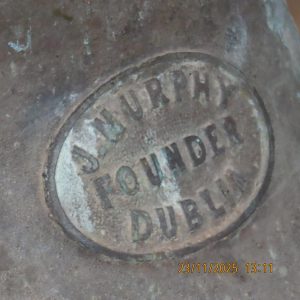 J. MURPHY
FOUNDER
DUBLIN
23/11/2025 13:11